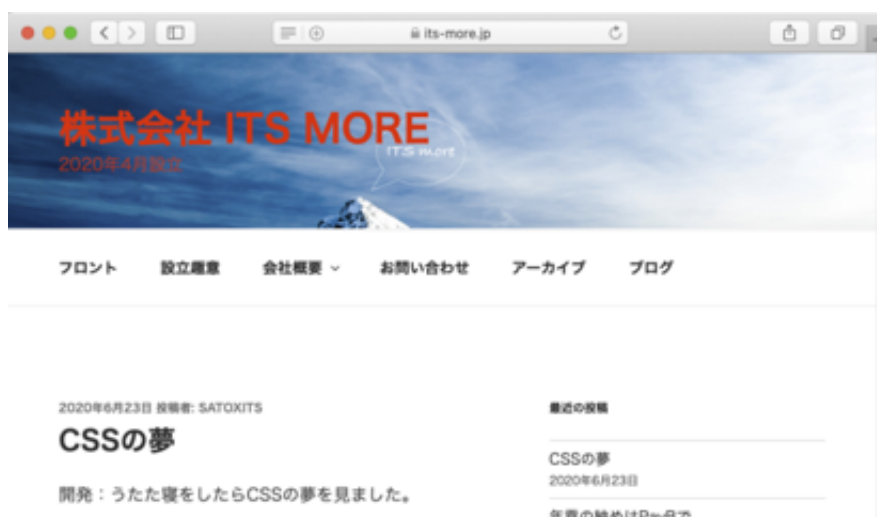 its-more.jp
株式会社 ITS MORE
ITS more
2020年4月設立
フロント 設立趣意 会社概要 お問い合わせ アーカイブ ブログ
2020年6月23日 投稿者: SATOXITS
CSSの夢
開発：うたた寝をしたらCSSの夢を見ました。
最近の投稿
CSSの夢
2020年6月23日